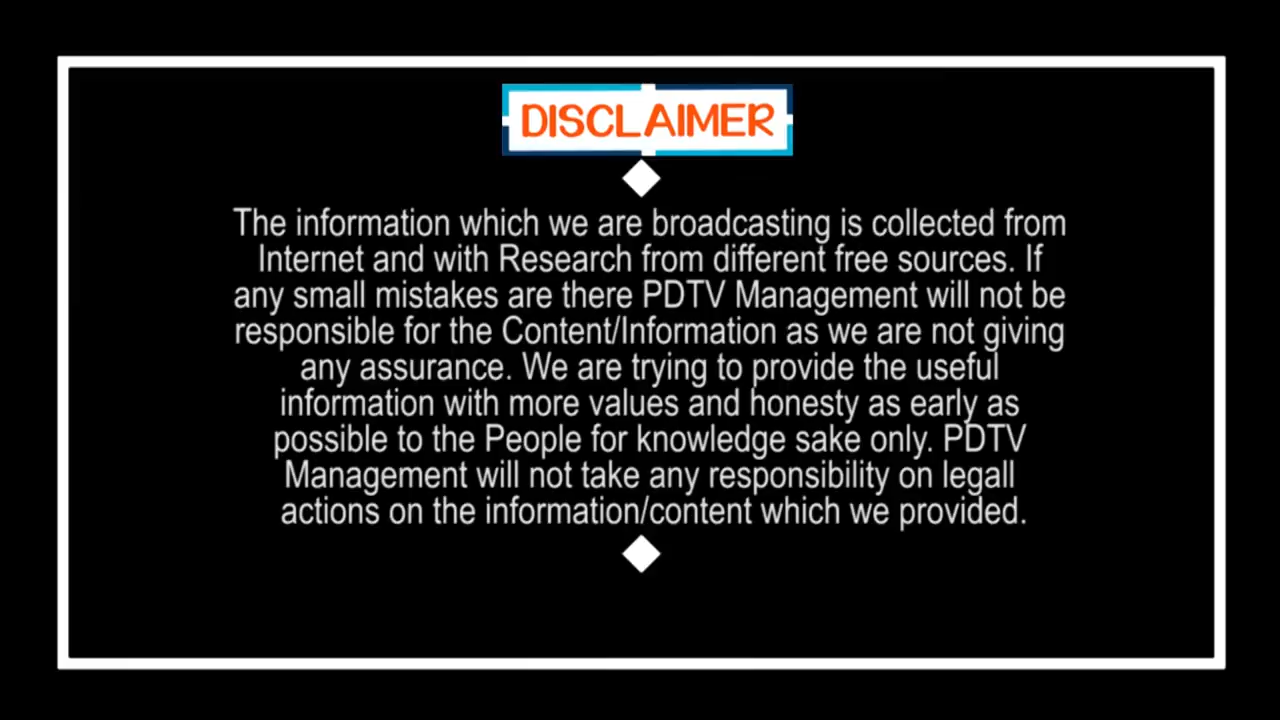 DISCLAIMER
The information which we are broadcasting is collected from
Internet and with Research from different free sources. If
any small mistakes are there PDTV Management will not be
responsible for the Content/Information as we are not giving
any assurance. We are trying to provide the useful
information with more values and honesty as early as
possible to the People for knowledge sake only. PDTV
Management will not take any responsibility on legall
actions on the information/content which we provided.